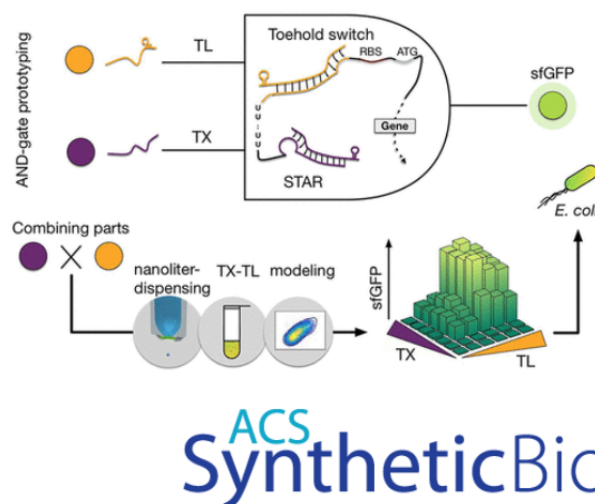 AND-gate prototyping
TL
TX
Toehold switch
RBS
ATG
Gene
STAR
sfGFP
E. coli
Combining parts
nanoliter-
dispensing
TX-TL
modeling
sfGFP
TX
TL
ACS
SyntheticBio